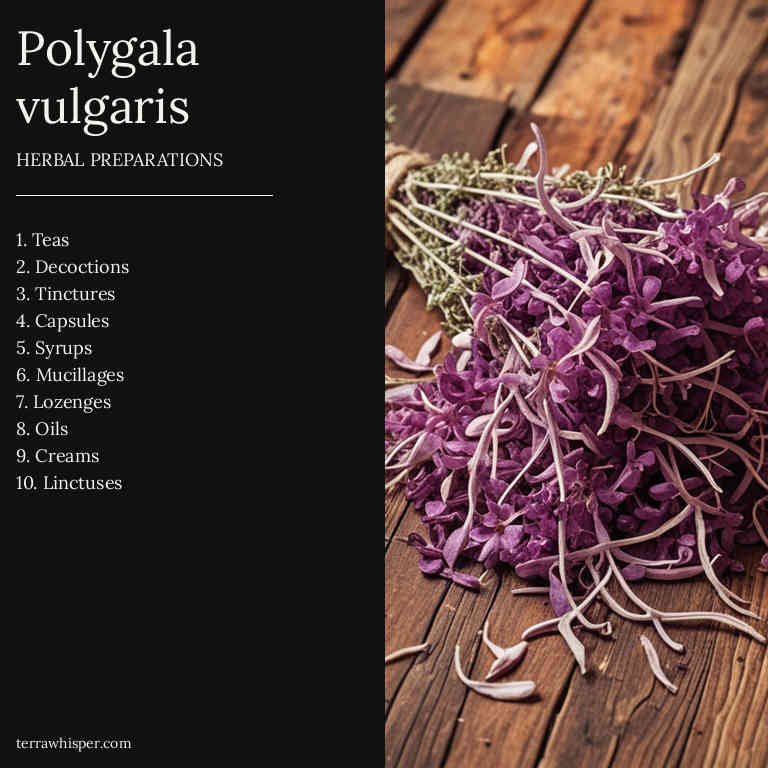 Polygala
vulgaris
HERBAL PREPARATIONS
1. Teas
2. Decoctions
3. Tinctures
4. Capsules
5. Syrups
6. Mucillages
7. Lozenges
8. Oils
9. Creams
10. Linctuses
terrawhisper.com